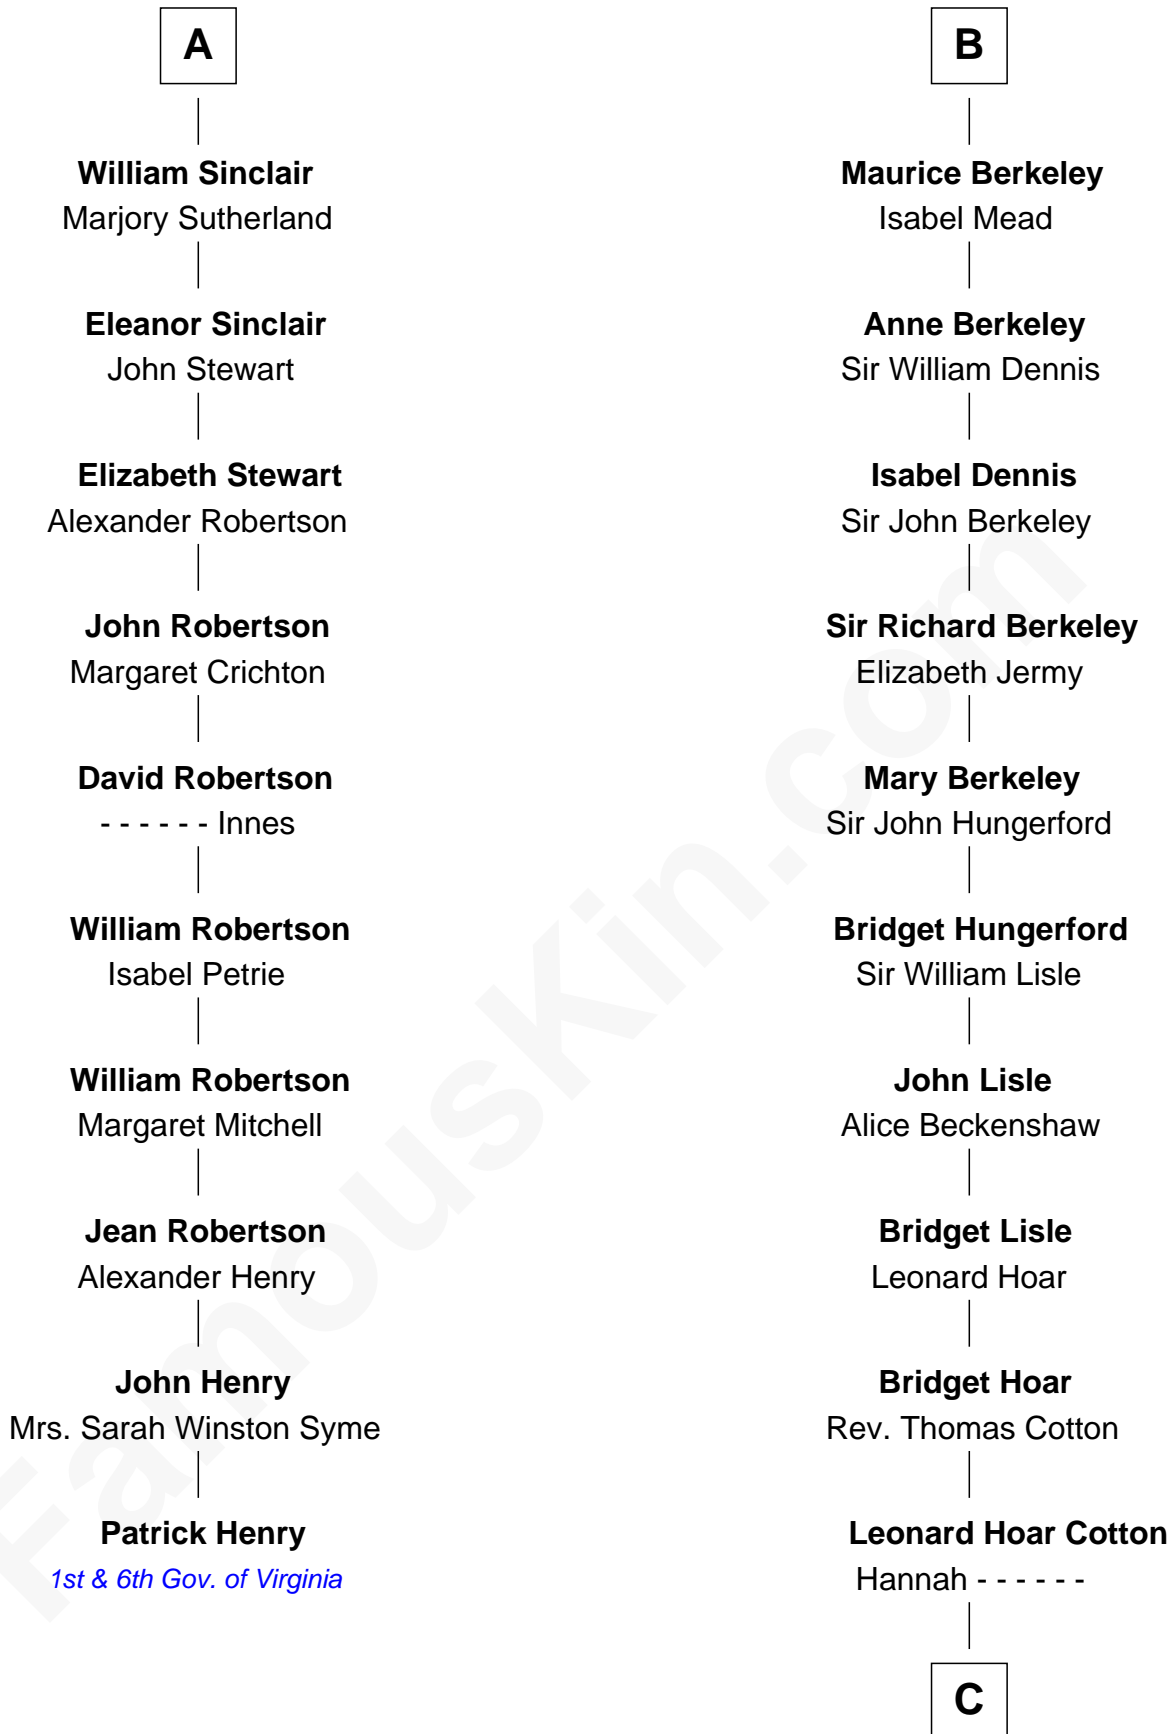 A
William Sinclair
Marjory Sutherland
Eleanor Sinclair
John Stewart
Elizabeth Stewart
Alexander Robertson
John Robertson
Margaret Crichton
David Robertson
- - - - - - Innes
William Robertson
Isabel Petrie
William Robertson
Margaret Mitchell
Jean Robertson
Alexander Henry
John Henry
Mrs. Sarah Winston Syme
Patrick Henry
1st & 6th Gov. of Virginia
B
Maurice Berkeley
Isabel Mead
Anne Berkeley
Sir William Dennis
Isabel Dennis
Sir John Berkeley
Sir Richard Berkeley
Elizabeth Jermy
Mary Berkeley
Sir John Hungerford
Bridget Hungerford
Sir William Lisle
John Lisle
Alice Beckenshaw
Bridget Lisle
Leonard Hoar
Bridget Hoar
Rev. Thomas Cotton
Leonard Hoar Cotton
Hannah - - - - - -
C
FamousKin.com